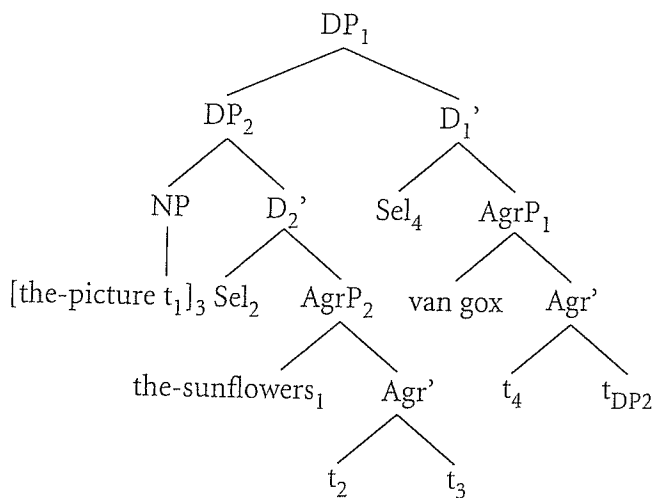 DP₁
DP₂ D₁’
NP D₂’ Sel₄ AgrP₁
[the-picture t₁]₃ Sel₂ AgrP₂ van gox Agr’
the-sunflowers₁ Agr’ t₄ t_DP2
t₂ t₃